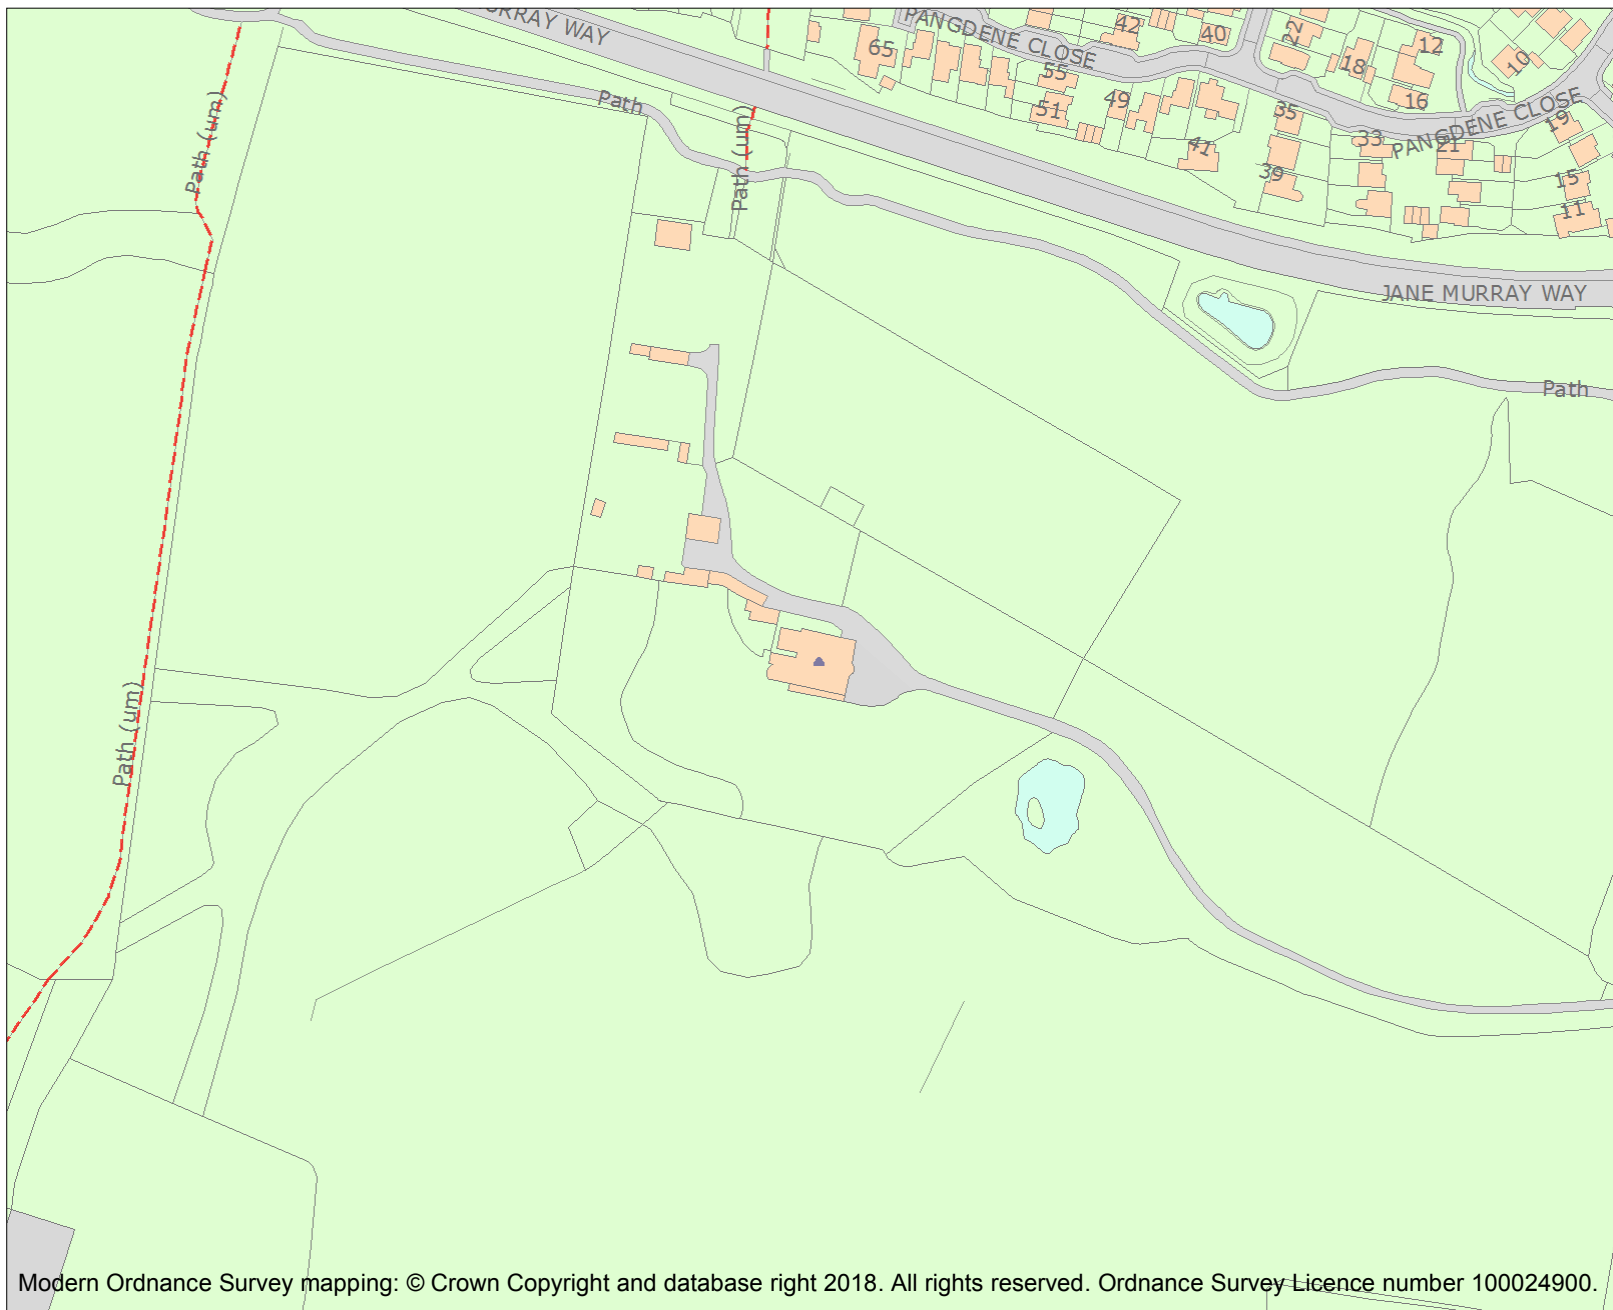 URRAY WAY
PANGDENE CLOSE
65
55
51
49
42
40
41
22
18
12
10
16
PANGDENE CLOSE
35
39
33
21
19
15
11
Path
Path (um)
Path (um)
JANE MURRAY WAY
Path
Path (um)
Modern Ordnance Survey mapping: © Crown Copyright and database right 2018. All rights reserved. Ordnance Survey Licence number 100024900.